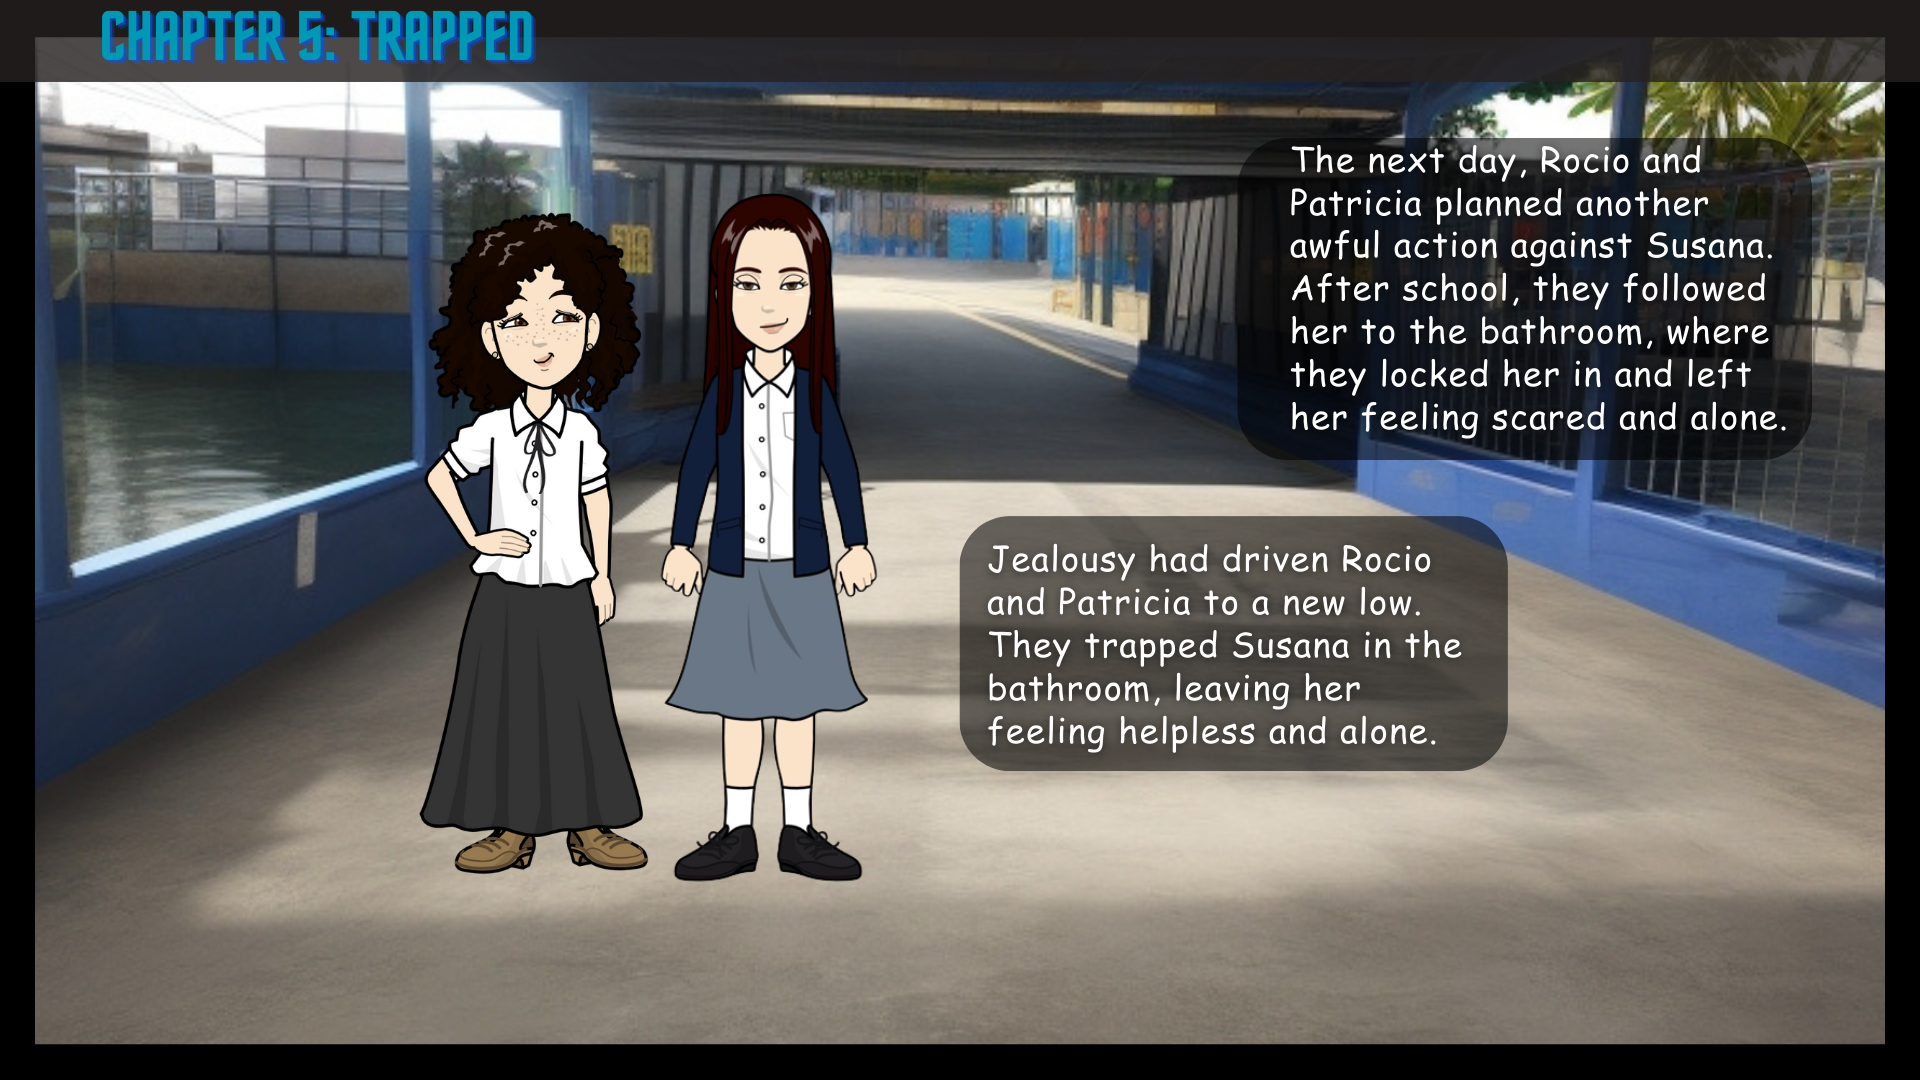 CHAPTER 5: TRAPPED
The next day, Rocio and
Patricia planned another
awful action against Susana.
After school, they followed
her to the bathroom, where
they locked her in and left
her feeling scared and alone.
Jealousy had driven Rocio
and Patricia to a new low.
They trapped Susana in the
bathroom, leaving her
feeling helpless and alone.